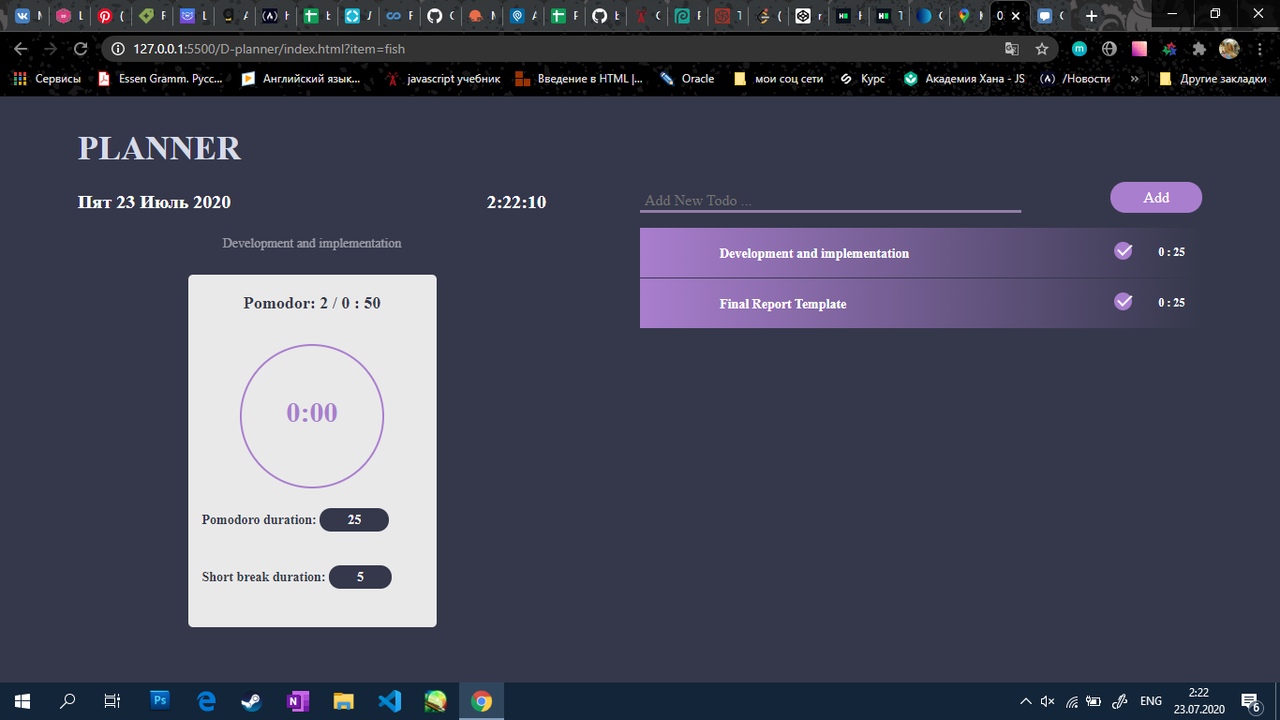 127.0.0.1:5500/D-planner/index.html?item=fish
Сервисы
Essen Gramm. Русс...
Английский язык...
javascript учебник
Введение в HTML |...
Oracle
мои соц сети
Курс
Академия Хана - JS
/Новости
»
Другие закладки
PLANNER
Пят 23 Июль 2020
2:22:10
Add New Todo ...
Add
Development and implementation
Development and implementation
0 : 25
Final Report Template
0 : 25
Pomodor: 2 / 0 : 50
0:00
Pomodoro duration: 25
Short break duration: 5
ENG
2:22
23.07.2020
6